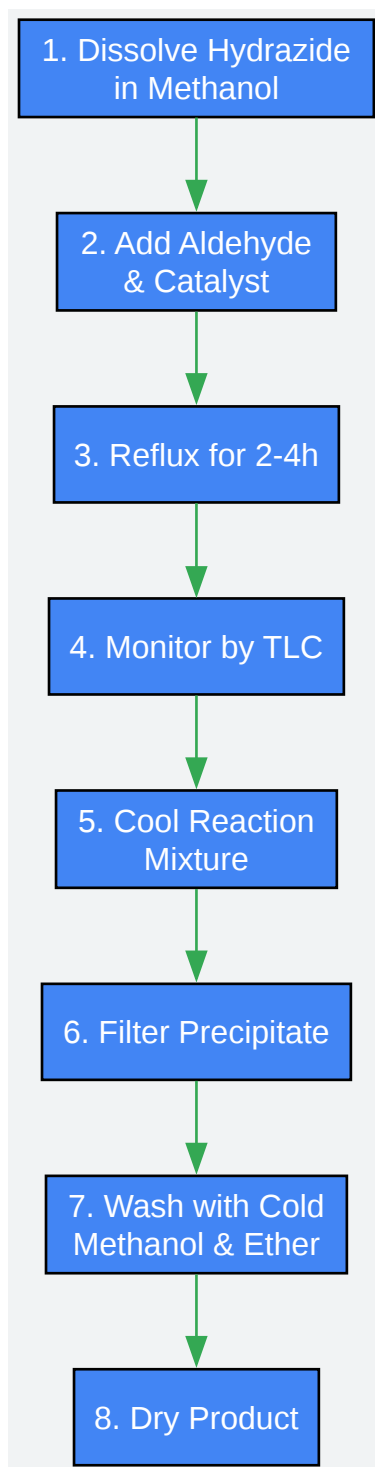 1. Dissolve Hydrazide
in Methanol
2. Add Aldehyde
& Catalyst
3. Reflux for 2-4h
4. Monitor by TLC
5. Cool Reaction
Mixture
6. Filter Precipitate
7. Wash with Cold
Methanol & Ether
8. Dry Product